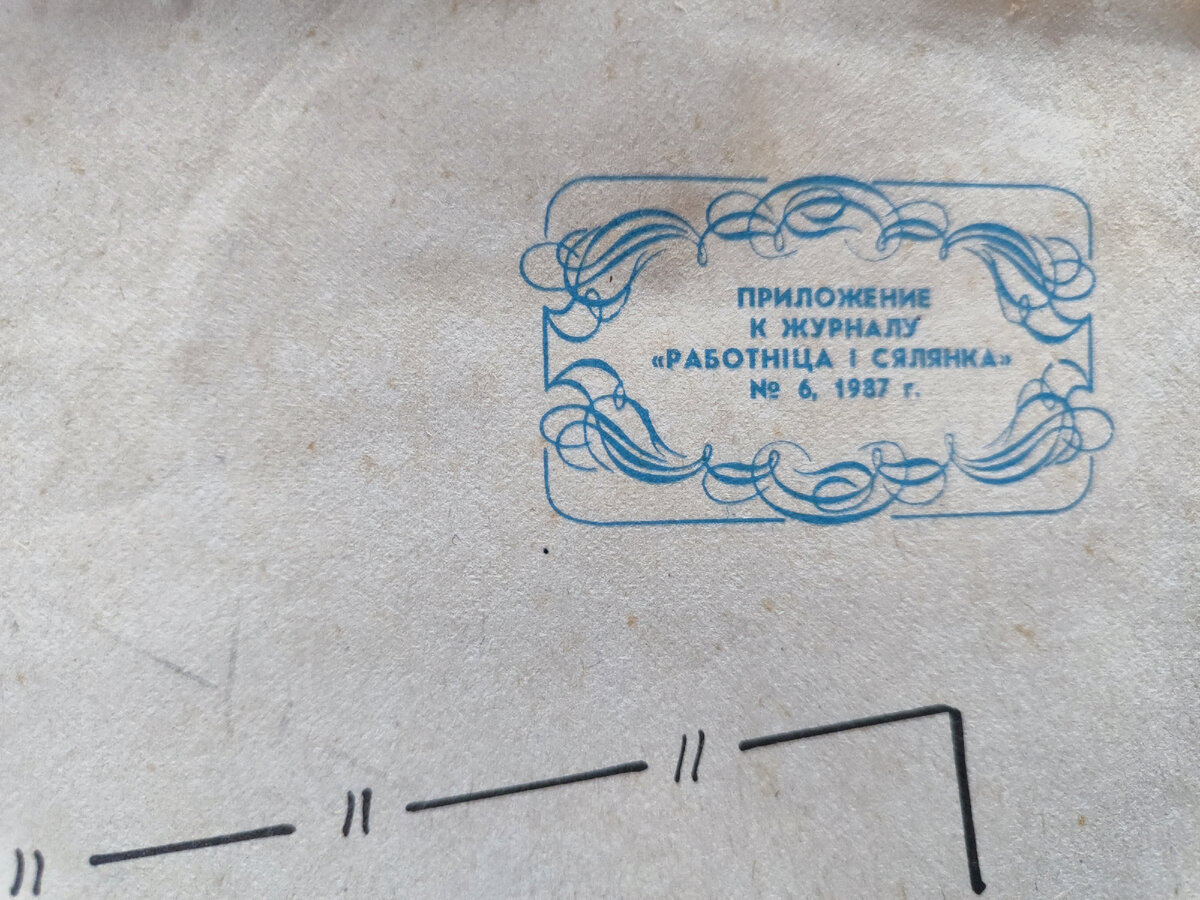 ПРИЛОЖЕНИЕ
К ЖУРНАЛУ
«РАБОТНІЦА І СЯЛЯНКА»
№ 6, 1987 г.